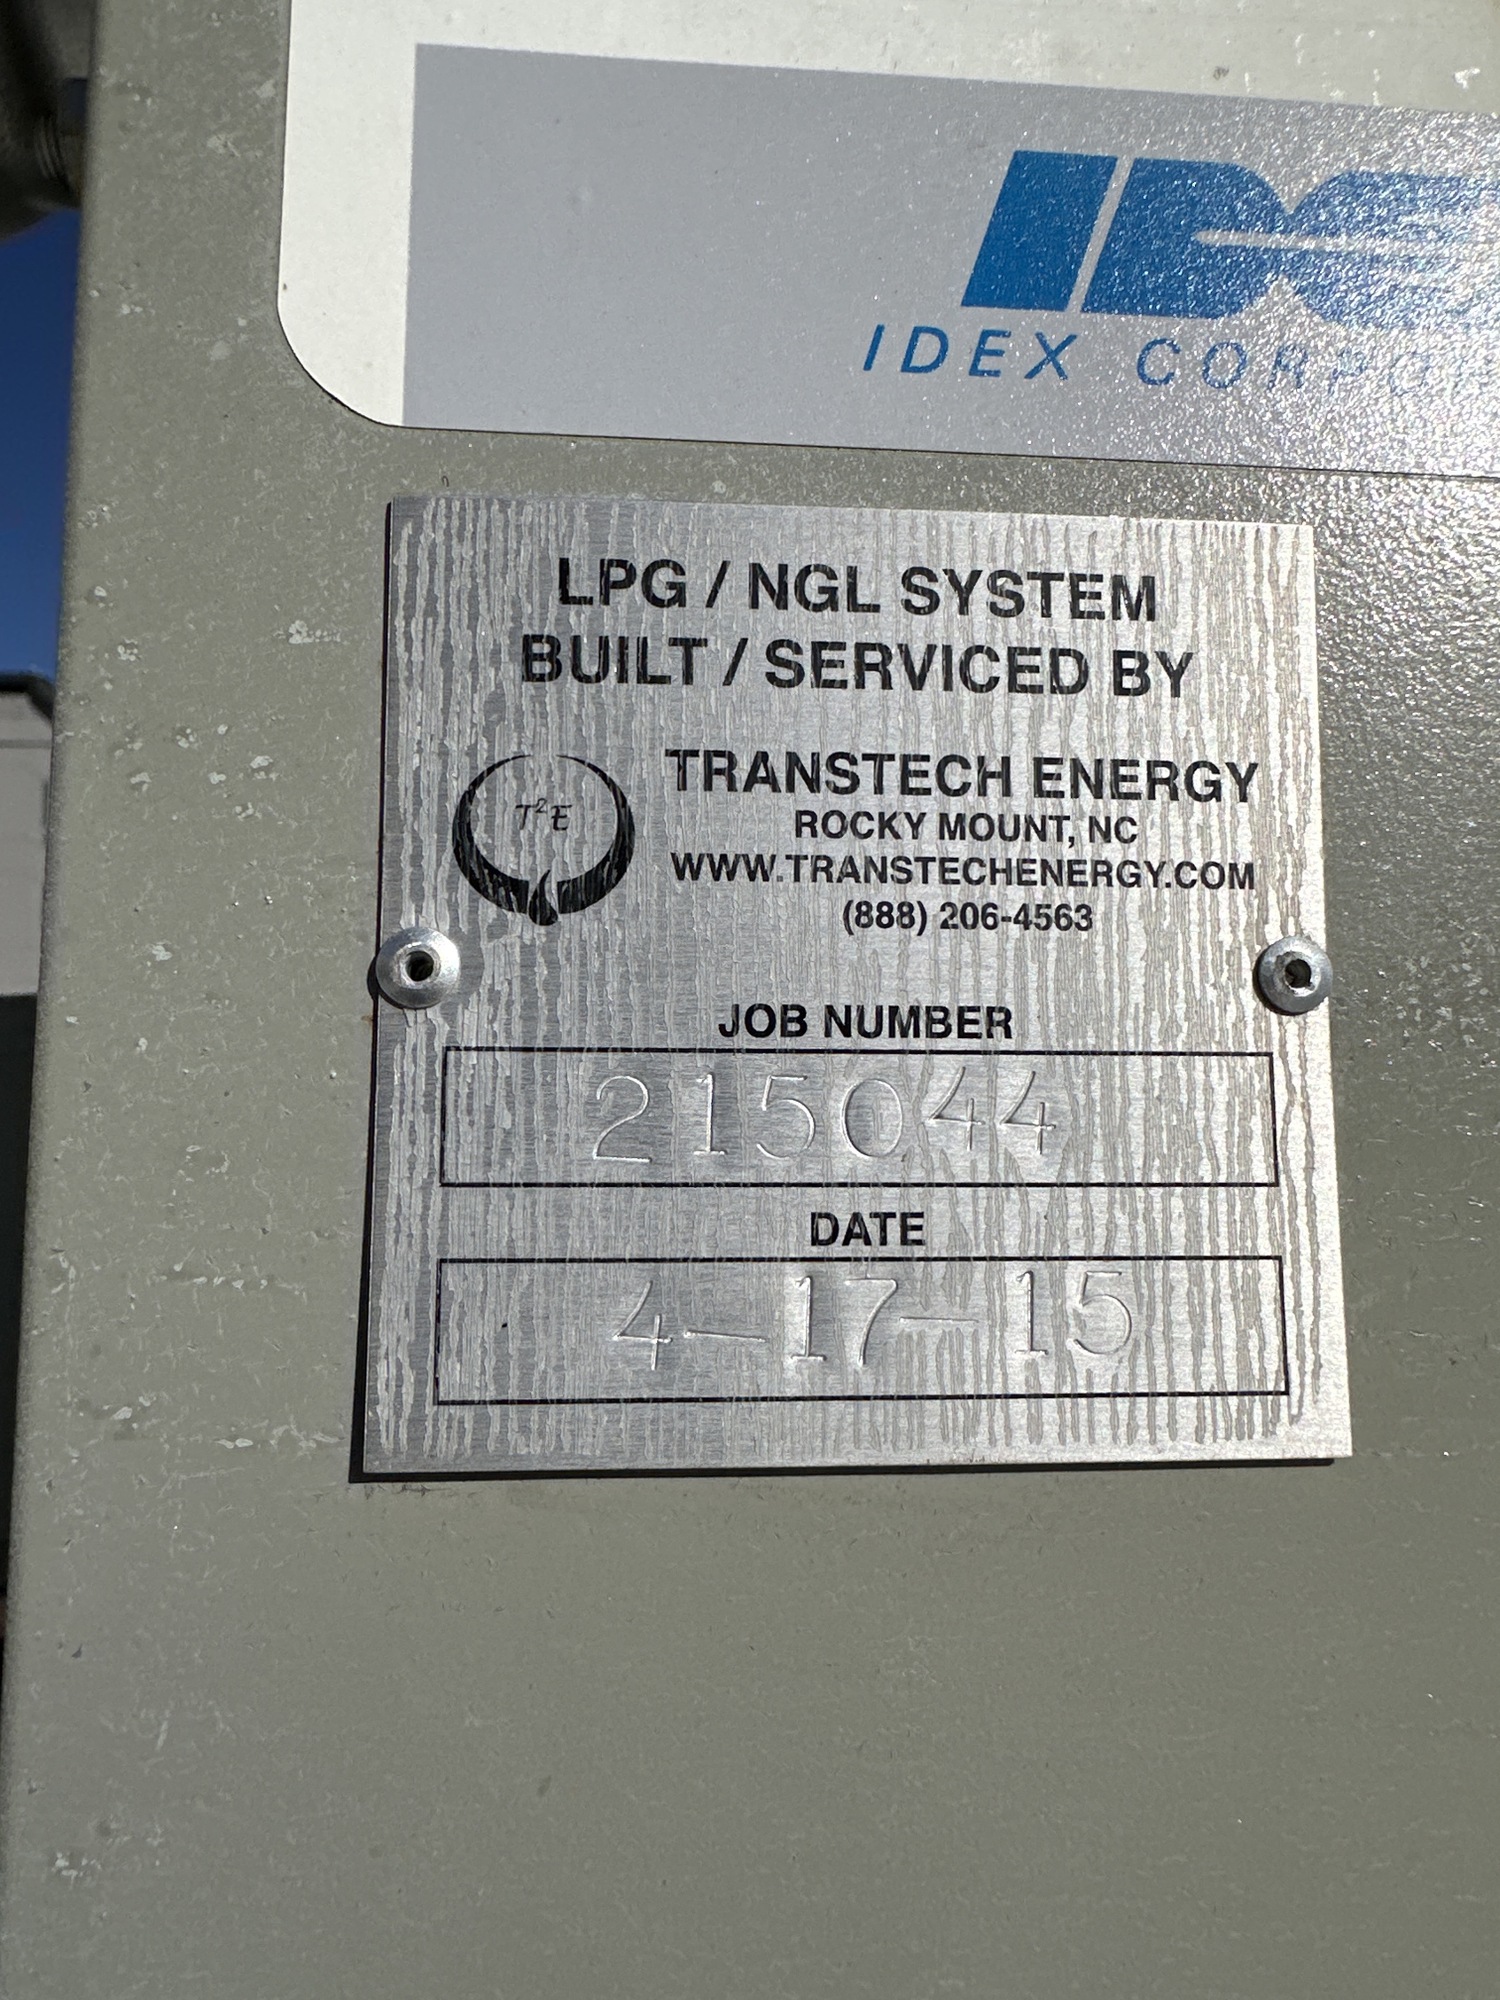 IDEX CORPOR
LPG / NGL SYSTEM
BUILT / SERVICED BY
T²E
TRANSTECH ENERGY
ROCKY MOUNT, NC
WWW.TRANSTECHENERGY.COM
(888) 206-4563
JOB NUMBER
215044
DATE
4-17-15